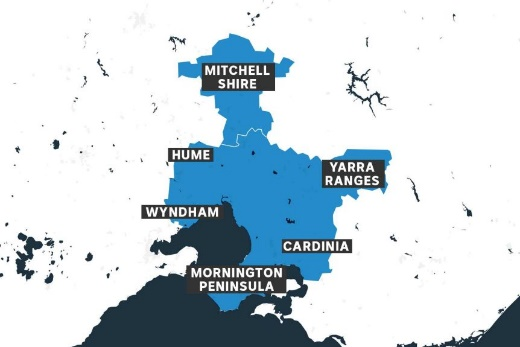 MITCHELL
SHIRE
HUME
YARRA
RANGES
WYNDHAM
CARDINIA
MORNINGTON
PENINSULA